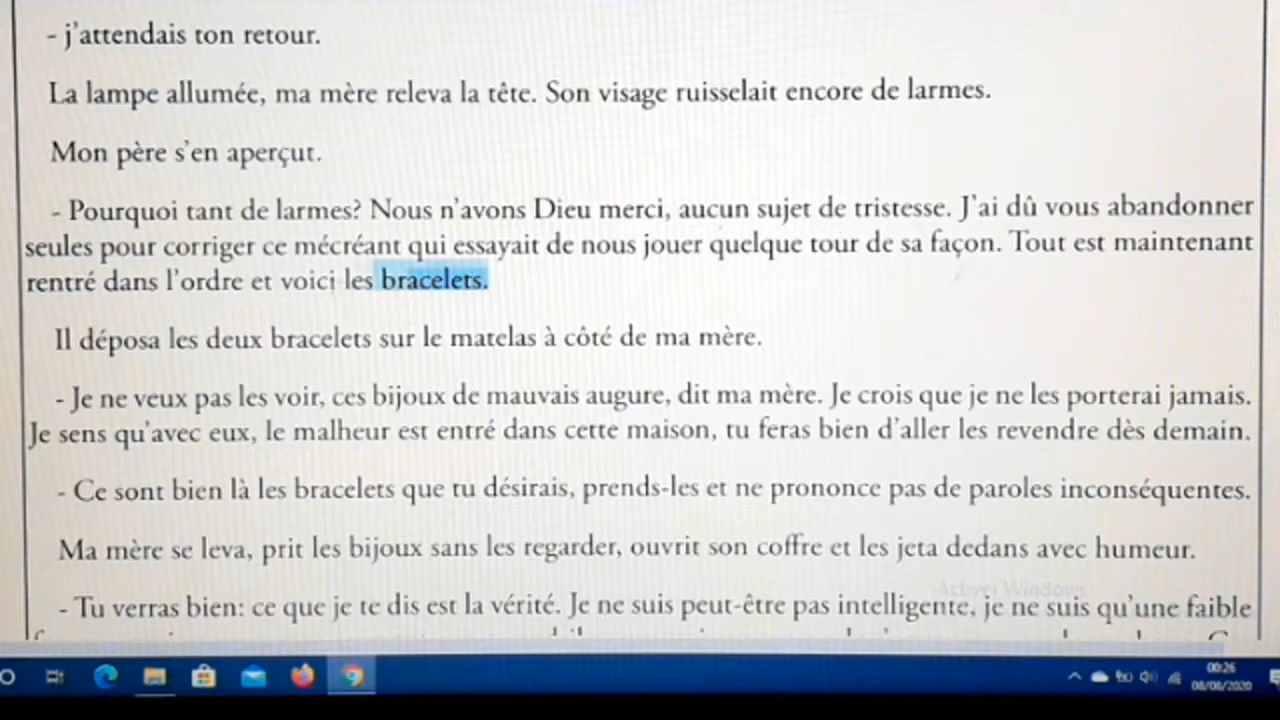 - j'attendais ton retour.
La lampe allumée, ma mère releva la tête. Son visage ruisselait encore de larmes.
Mon père s'en aperçut.
- Pourquoi tant de larmes? Nous n'avons Dieu merci, aucun sujet de tristesse. J'ai dû vous abandonner
seules pour corriger ce mécréant qui essayait de nous jouer quelque tour de sa façon. Tout est maintenant
rentré dans l'ordre et voici les bracelets.
Il déposa les deux bracelets sur le matelas à côté de ma mère.
- Je ne veux pas les voir, ces bijoux de mauvais augure, dit ma mère. Je crois que je ne les porterai jamais.
Je sens qu'avec eux, le malheur est entré dans cette maison, tu feras bien d'aller les revendre dès demain.
- Ce sont bien là les bracelets que tu désirais, prends-les et ne prononce pas de paroles inconséquentes.
Ma mère se leva, prit les bijoux sans les regarder, ouvrit son coffre et les jeta dedans avec humeur.
Activer Windows
- Tu verras bien: ce que je te dis est la vérité. Je ne suis peut-être pas intelligente, je ne suis qu'une faible
00:26
08/08/2020